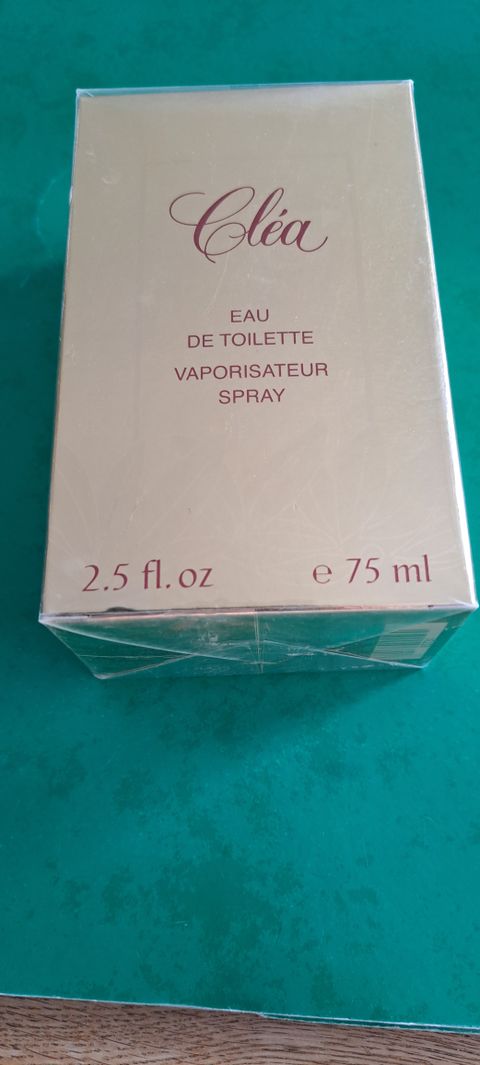 Cléa
EAU
DE TOILETTE
VAPORISATEUR
SPRAY
2.5 fl. oz ℮ 75 ml